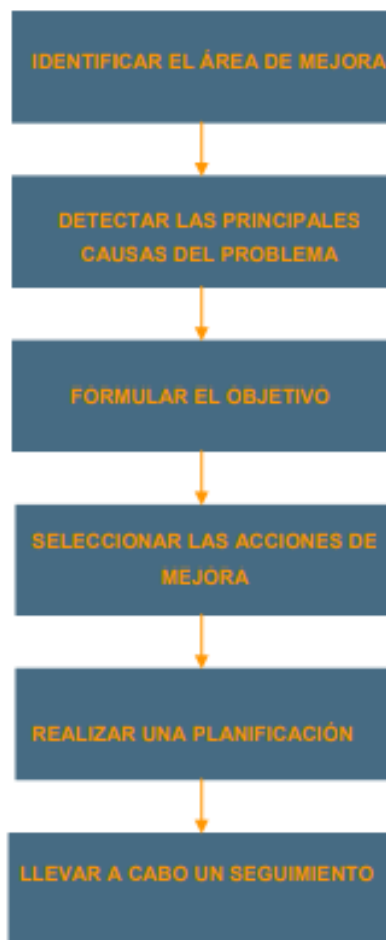 IDENTIFICAR EL ÁREA DE MEJORA
DETECTAR LAS PRINCIPALES
CAUSAS DEL PROBLEMA
FORMULAR EL OBJETIVO
SELECCIONAR LAS ACCIONES DE
MEJORA
REALIZAR UNA PLANIFICACIÓN
LLEVAR A CABO UN SEGUIMIENTO